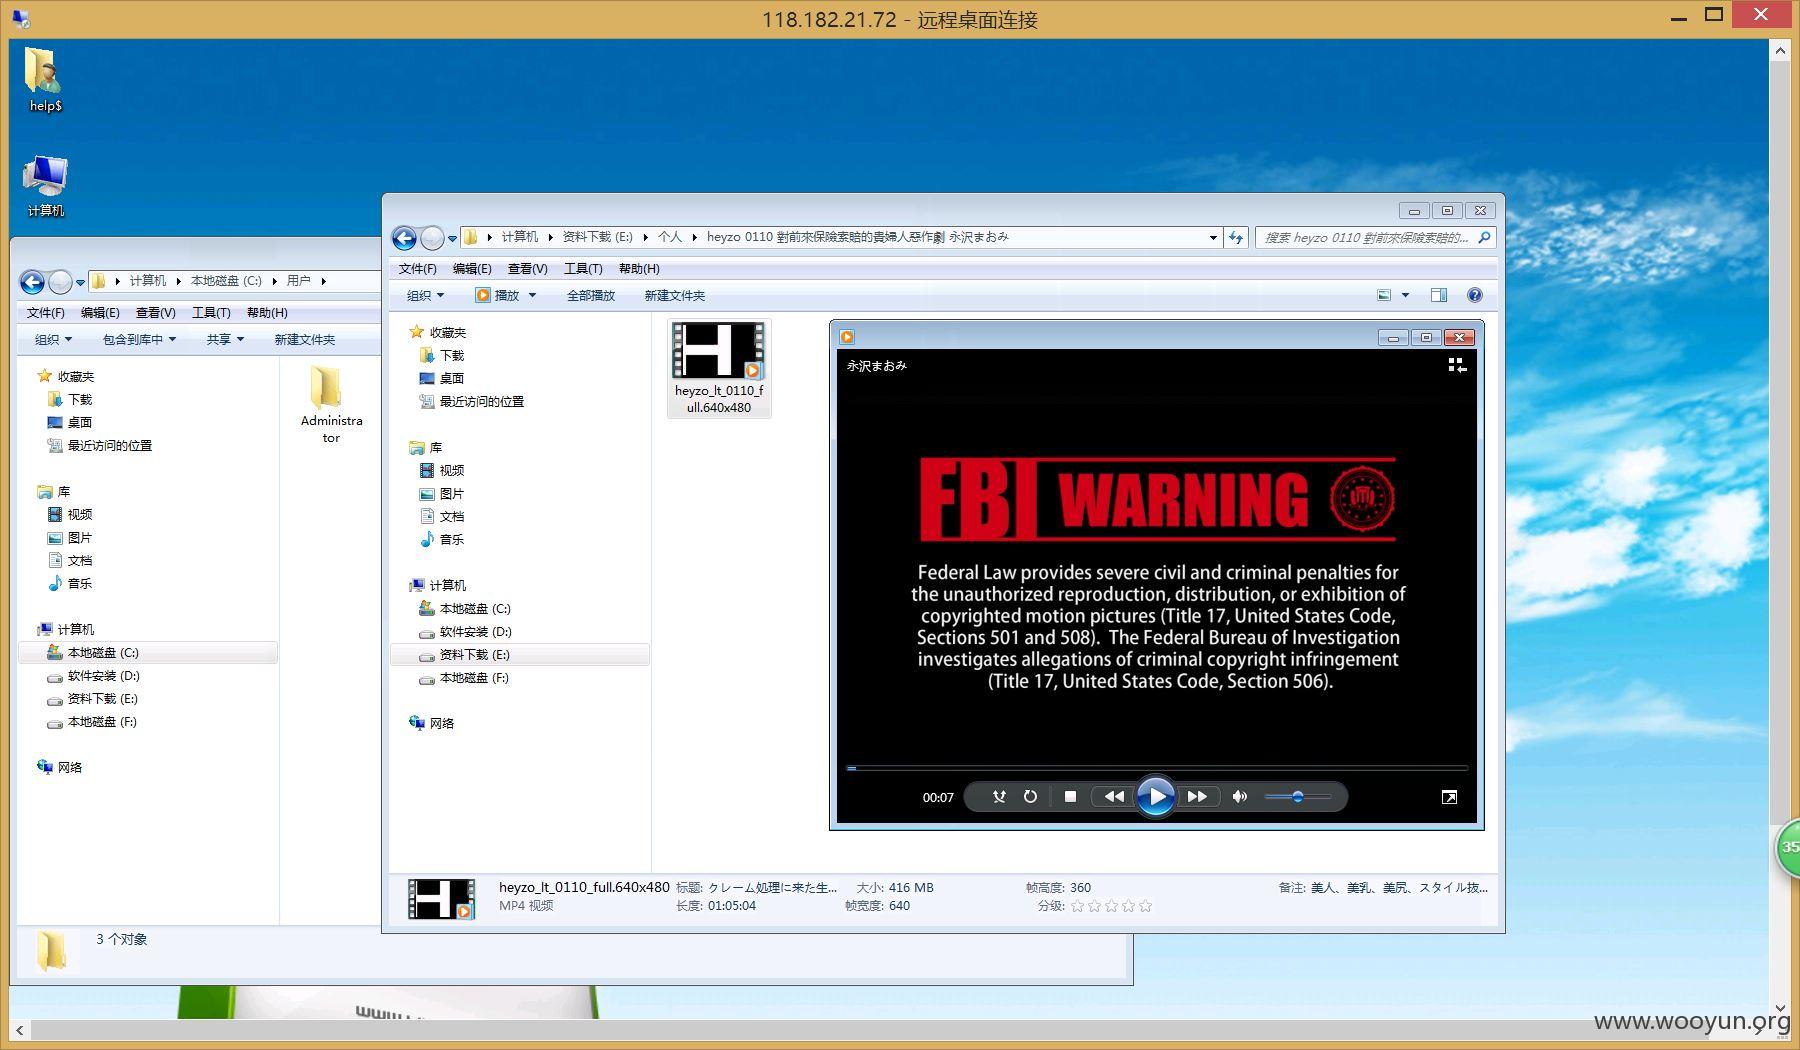 118.182.21.72 - 远程桌面连接
help$
计算机
计算机 本地磁盘 (C:) 用户
文件(F) 编辑(E) 查看(V) 工具(T) 帮助(H)
组织 包含到库中 共享 新建文件夹
收藏夹
下载
桌面
最近访问的位置
库
视频
图片
文档
音乐
计算机
本地磁盘 (C:)
软件安装 (D:)
资料下载 (E:)
本地磁盘 (F:)
网络
Administra
tor
3 个对象
计算机 资料下载 (E:) 个人 heyzo 0110 對前來保險索賠的貴婦人惡作劇 永沢まおみ
搜索 heyzo 0110 對前來保險索賠的...
文件(F) 编辑(E) 查看(V) 工具(T) 帮助(H)
组织 播放 全部播放 新建文件夹
收藏夹
下载
桌面
最近访问的位置
库
视频
图片
文档
音乐
计算机
本地磁盘 (C:)
软件安装 (D:)
资料下载 (E:)
本地磁盘 (F:)
网络
heyzo_lt_0110_f
ull.640x480
永沢まおみ
FBI WARNING
Federal Law provides severe civil and criminal penalties for
the unauthorized reproduction, distribution, or exhibition of
copyrighted motion pictures (Title 17, United States Code,
Sections 501 and 508). The Federal Bureau of Investigation
investigates allegations of criminal copyright infringement
(Title 17, United States Code, Section 506).
00:07
heyzo_lt_0110_full.640x480 标题: クレーム処理に来た生... 大小: 416 MB 帧高度: 360 备注: 美人、美乳、美尻、スタイル抜...
MP4 视频 长度: 01:05:04 帧宽度: 640 分级:
35
www.wooyun.org